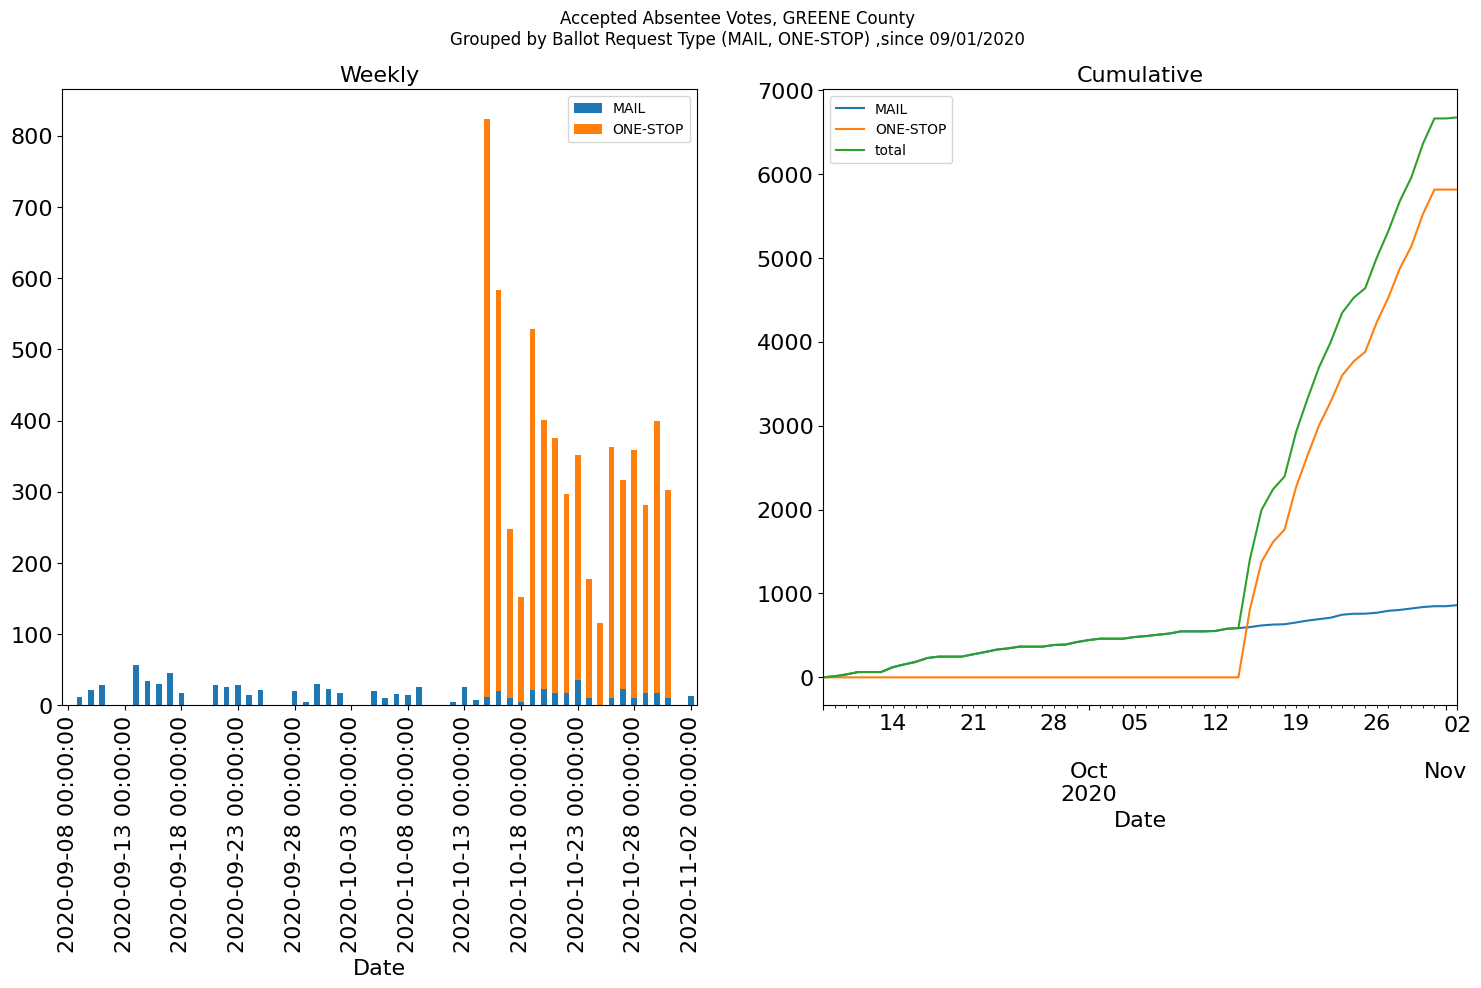 Accepted Absentee Votes, GREENE County
Grouped by Ballot Request Type (MAIL, ONE-STOP) ,since 09/01/2020
Weekly
MAIL
ONE-STOP
800
700
600
500
400
300
200
100
0
2020-09-08 00:00:00
2020-09-13 00:00:00
2020-09-18 00:00:00
2020-09-23 00:00:00
2020-09-28 00:00:00
2020-10-03 00:00:00
2020-10-08 00:00:00
2020-10-13 00:00:00
2020-10-18 00:00:00
2020-10-23 00:00:00
2020-10-28 00:00:00
2020-11-02 00:00:00
Date
Cumulative
MAIL
ONE-STOP
total
7000
6000
5000
4000
3000
2000
1000
0
14 21 28 05 12 19 26 02
Oct Nov
2020
Date